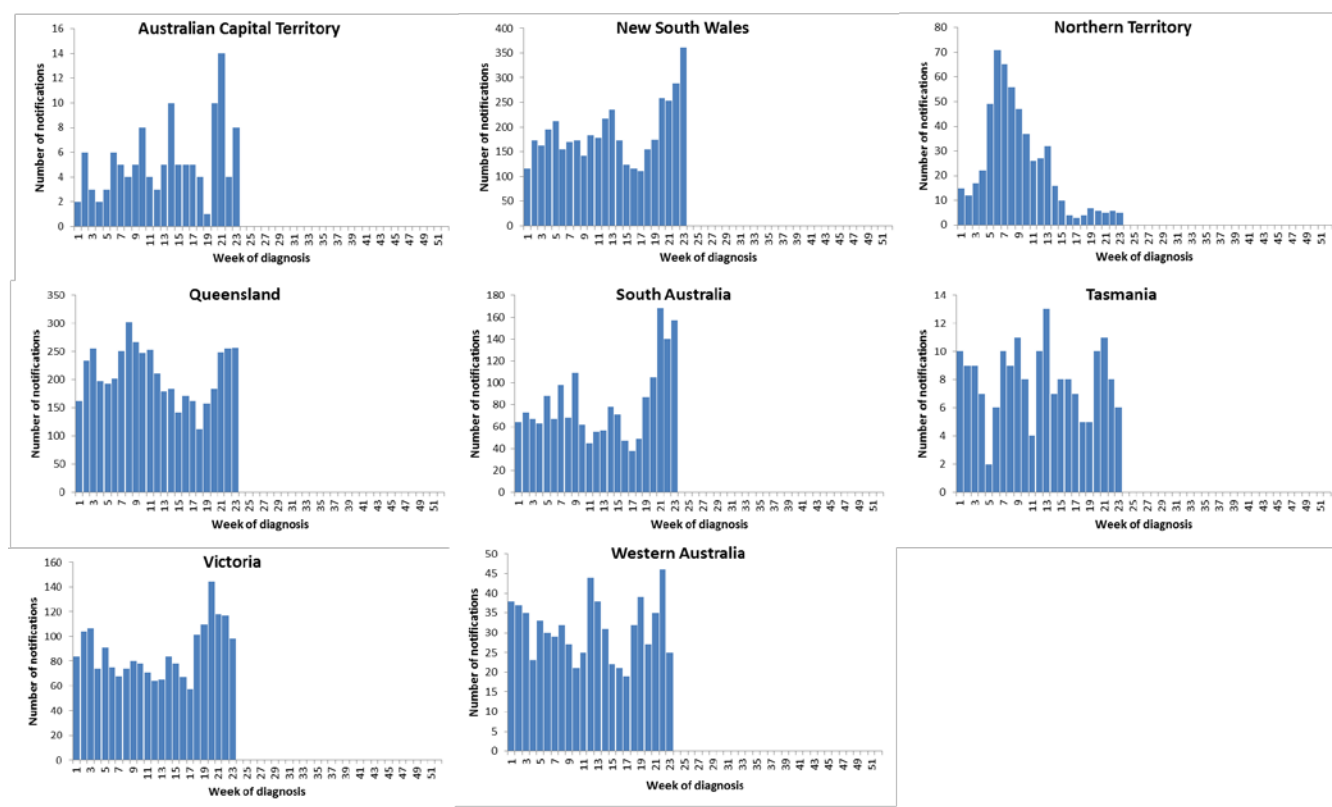 Australian Capital Territory
Number of notifications
16
14
12
10
8
6
4
2
0
1 3 5 7 9 11 13 15 17 19 21 23 25 27 29 31 33 35 37 39 41 43 45 47 49 51
Week of diagnosis
New South Wales
Number of notifications
400
350
300
250
200
150
100
50
0
1 3 5 7 9 11 13 15 17 19 21 23 25 27 29 31 33 35 37 39 41 43 45 47 49 51
Week of diagnosis
Northern Territory
Number of notifications
80
70
60
50
40
30
20
10
0
1 3 5 7 9 11 13 15 17 19 21 23 25 27 29 31 33 35 37 39 41 43 45 47 49 51
Week of diagnosis
Queensland
Number of notifications
350
300
250
200
150
100
50
0
1 3 5 7 9 11 13 15 17 19 21 23 25 27 29 31 33 35 37 39 41 43 45 47 49 51
Week of diagnosis
South Australia
Number of notifications
180
160
140
120
100
80
60
40
20
0
1 3 5 7 9 11 13 15 17 19 21 23 25 27 29 31 33 35 37 39 41 43 45 47 49 51
Week of diagnosis
Tasmania
Number of notifications
14
12
10
8
6
4
2
0
1 3 5 7 9 11 13 15 17 19 21 23 25 27 29 31 33 35 37 39 41 43 45 47 49 51
Week of diagnosis
Victoria
Number of notifications
160
140
120
100
80
60
40
20
0
1 3 5 7 9 11 13 15 17 19 21 23 25 27 29 31 33 35 37 39 41 43 45 47 49 51
Week of diagnosis
Western Australia
Number of notifications
50
45
40
35
30
25
20
15
10
5
0
1 3 5 7 9 11 13 15 17 19 21 23 25 27 29 31 33 35 37 39 41 43 45 47 49 51
Week of diagnosis